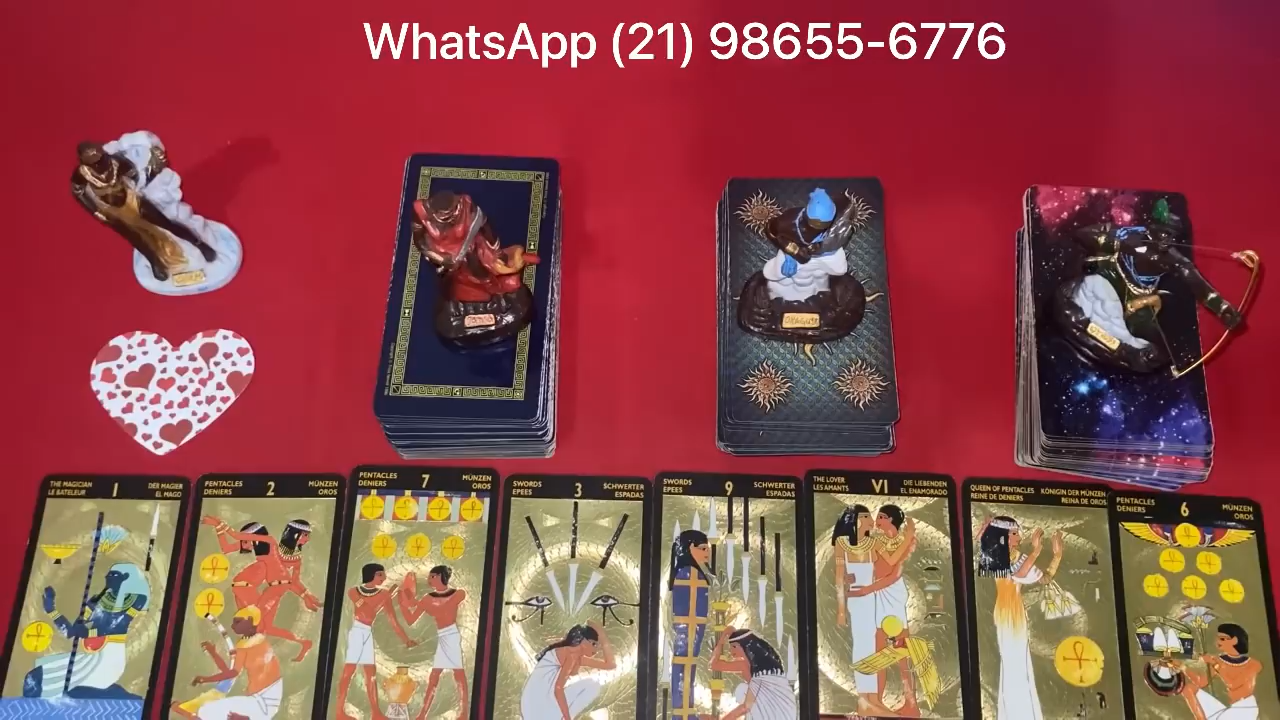 WhatsApp (21) 98655-6776
THE MAGICIAN
LE BATELEUR
1
DER MAGIER
EL MAGO
PENTACLES
DENIERS
2
MÜNZEN
OROS
PENTACLES
DENIERS
7
MÜNZEN
OROS
SWORDS
EPEES
3
SCHWERTER
ESPADAS
SWORDS
EPEES
9
SCHWERTER
ESPADAS
THE LOVER
LES AMANTS
VI
DIE LIEBENDEN
EL ENAMORADO
QUEEN OF PENTACLES
REINE DE DENIERS
KÖNIGIN DER MÜNZEN
REINA DE OROS
PENTACLES
DENIERS
6
MÜNZEN
OROS